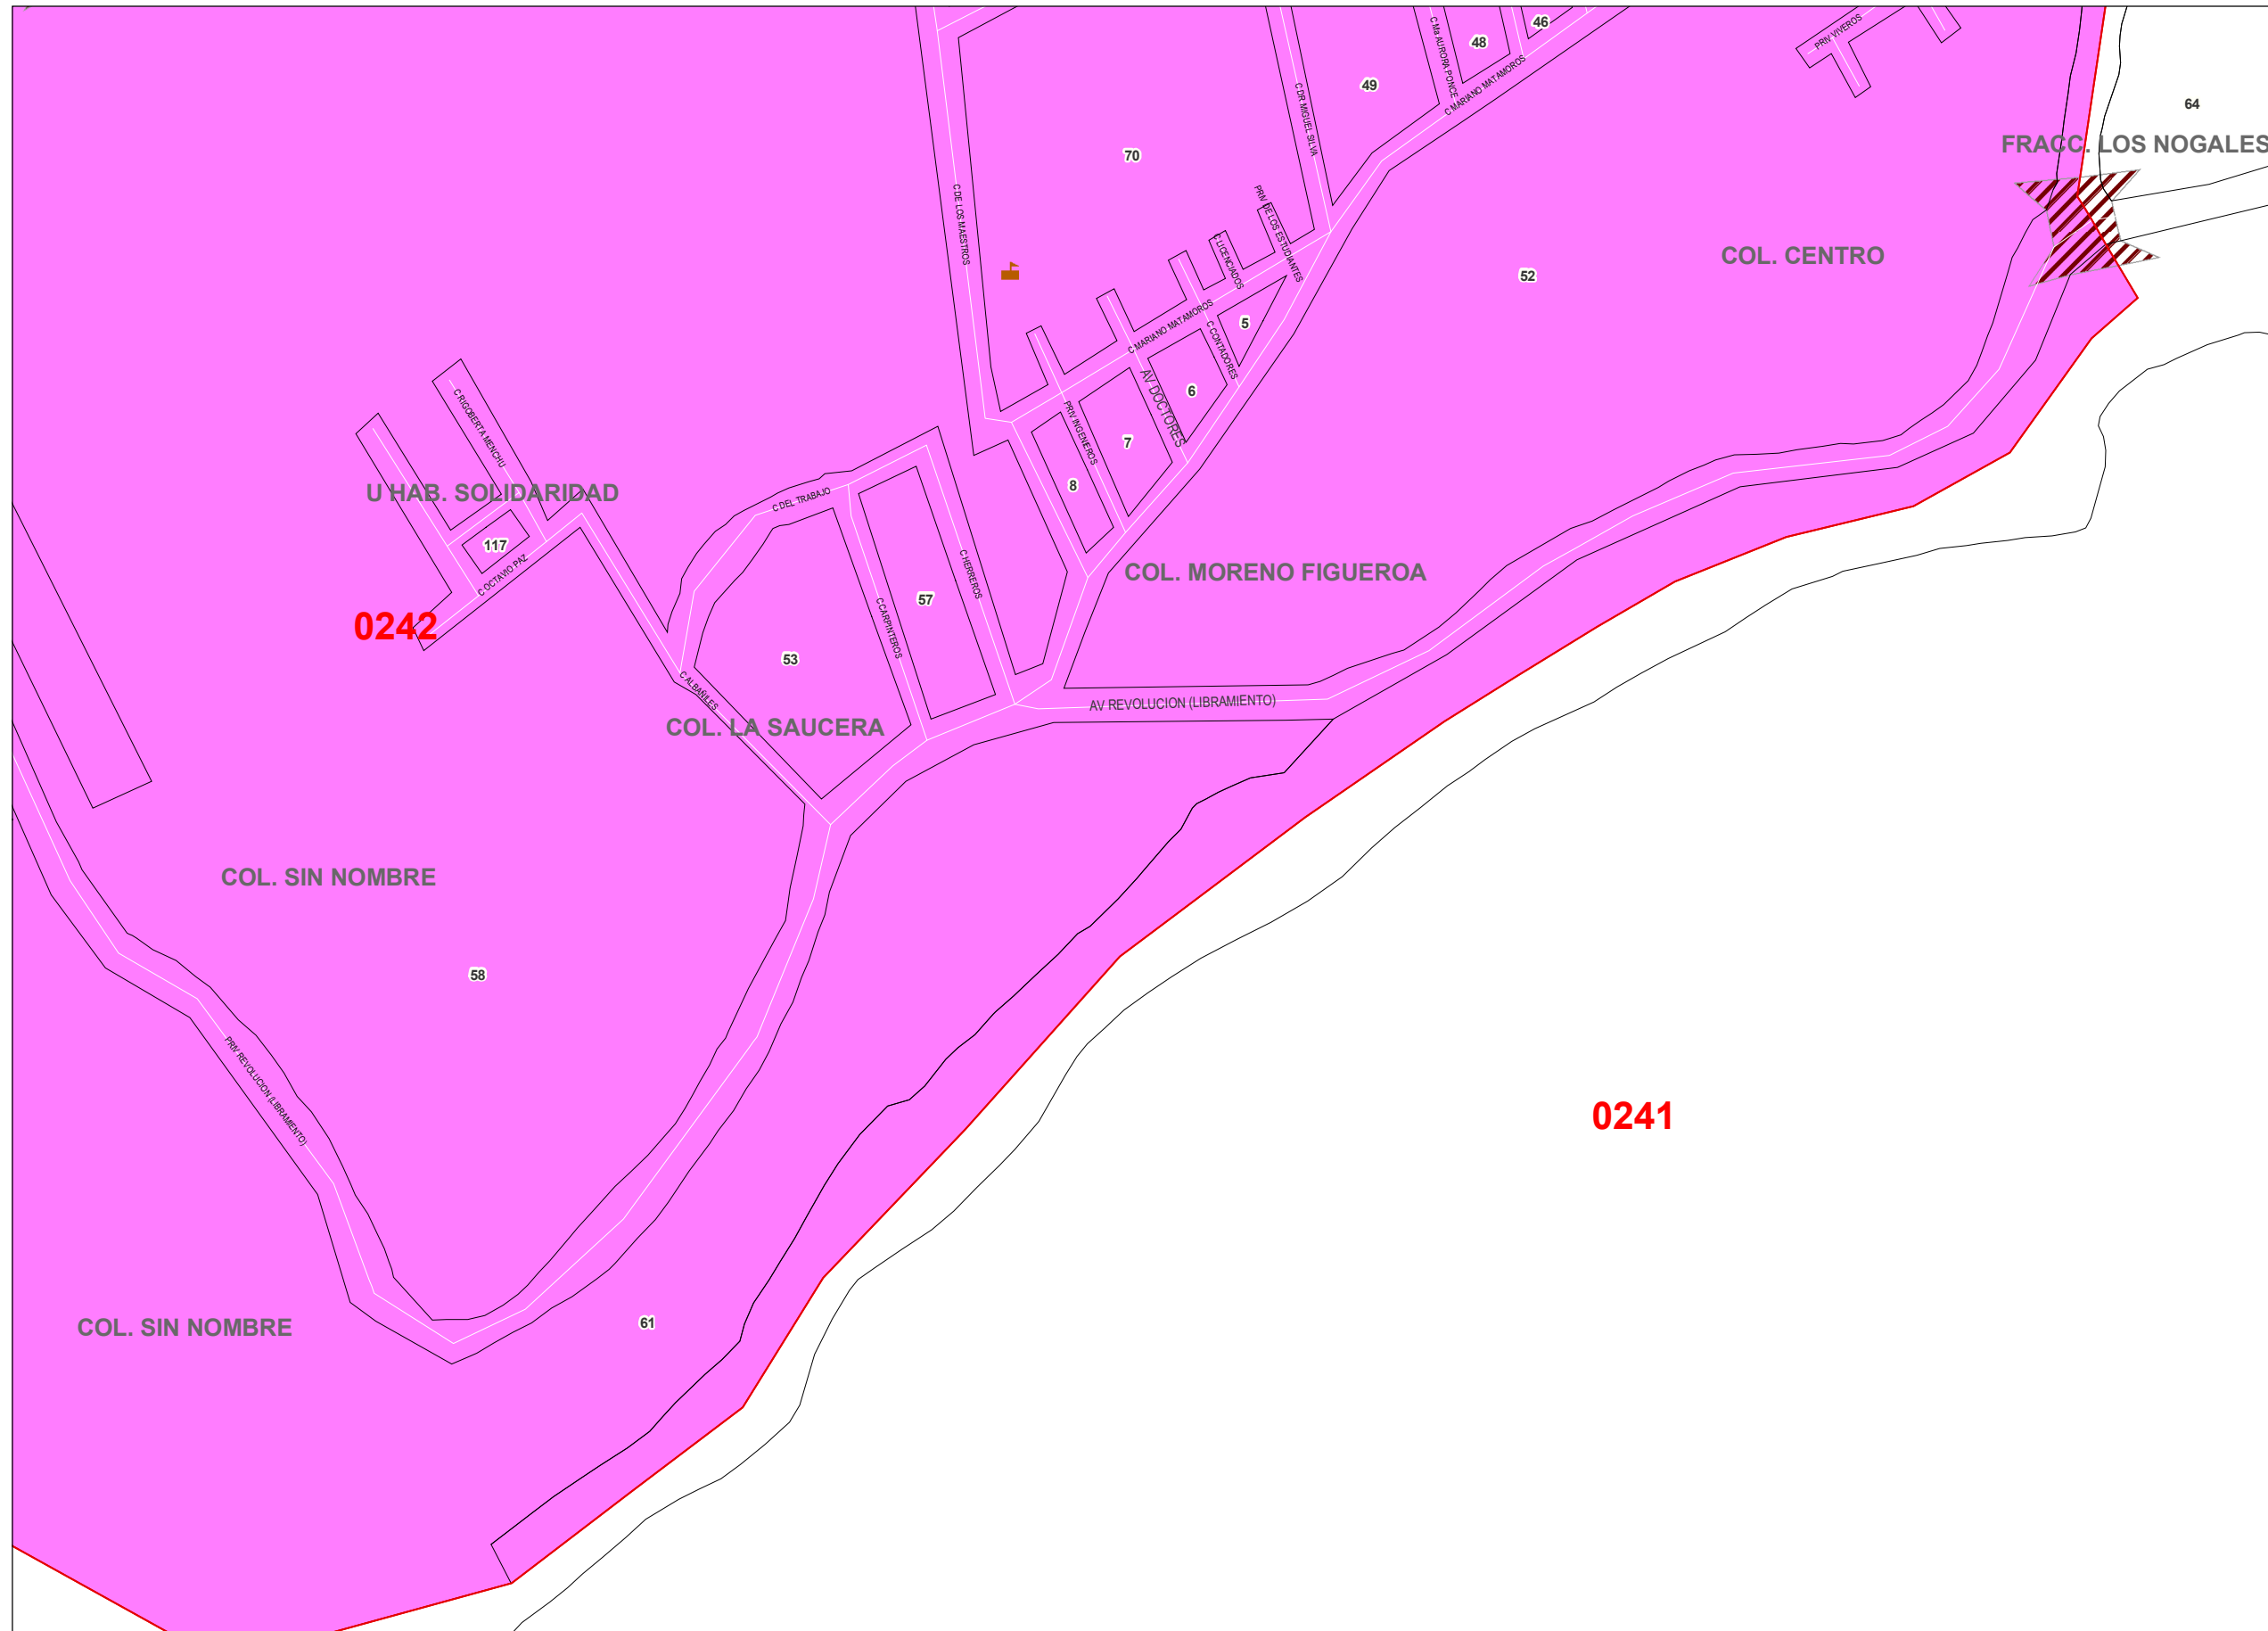 46
C Ma AURORA PONCE
48
PRIV VIVEROS
C MARIANO MATAMOROS
49
C DR MIGUEL SILVA
64
FRACC. LOS NOGALES
70
C DE LOS MAESTROS
PRIV DE LOS ESTUDIANTES
C LICENCIADOS
COL. CENTRO
52
C MARIANO MATAMOROS
5
C CONTADORES
6
AV DOCTORES
C RIGOBERTA MENCHU
PRIV INGENIEROS
7
8
U HAB. SOLIDARIDAD
C DEL TRABAJO
117
C OCTAVIO PAZ
C HERREROS
COL. MORENO FIGUEROA
57
C CARPINTEROS
0242
53
C ALBAÑILES
AV REVOLUCION (LIBRAMIENTO)
COL. LA SAUCERA
COL. SIN NOMBRE
58
PRIV REVOLUCION (LIBRAMIENTO)
0241
61
COL. SIN NOMBRE